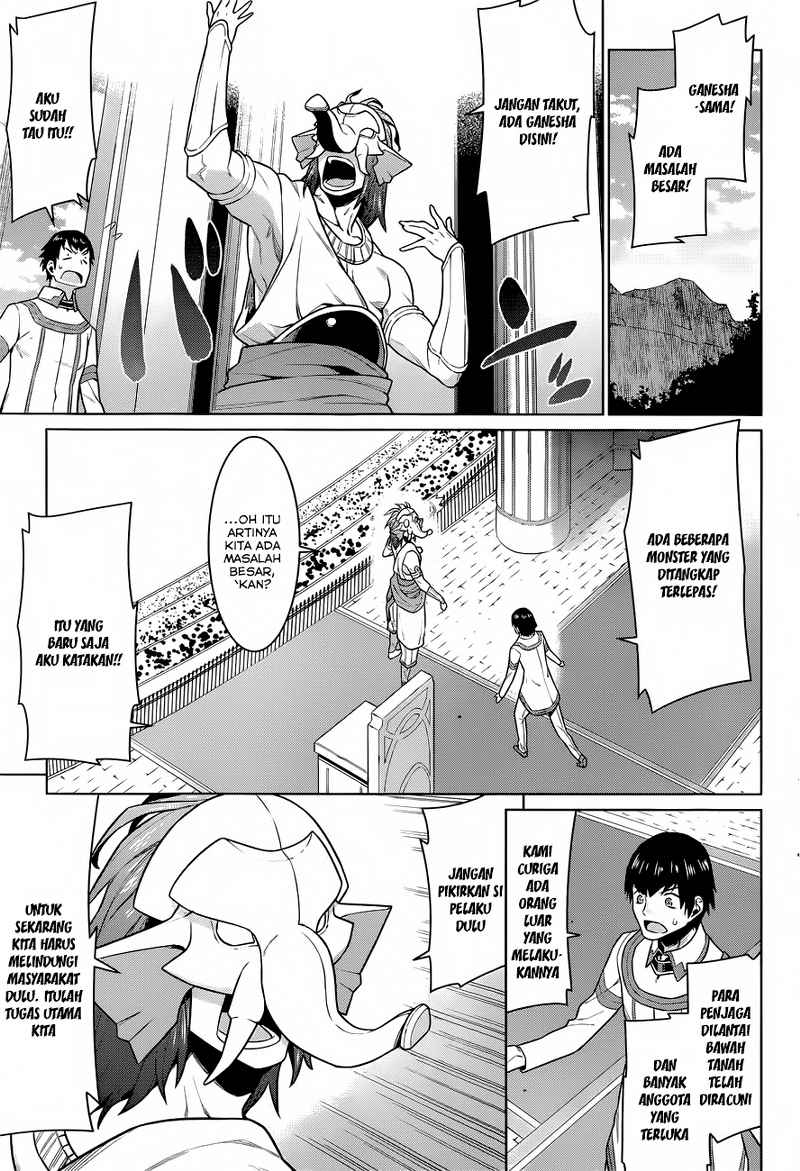 GANESHA
-SAMA!
ADA
MASALAH
BESAR!
JANGAN TAKUT,
ADA GANESHA
DISINI!
AKU
SUDAH
TAU ITU!!
ADA BEBERAPA
MONSTER YANG
DITANGKAP
TERLEPAS!
...OH ITU
ARTINYA
KITA ADA
MASALAH
BESAR,
'KAN?
ITU YANG
BARU SAJA
AKU KATAKAN!!
KAMI
CURIGA ADA
ORANG
LUAR YANG
MELAKU-
KANNYA
PARA
PENJAGA
DILANTAI
BAWAH
TANAH
TELAH
DIRACUNI
DAN
BANYAK
ANGGOTA
YANG
TERLUKA
JANGAN
PIKIRKAN SI
PELAKU
DULU
UNTUK
SEKARANG
KITA HARUS
MELINDUNGI
MASYARAKAT
DULU. ITULAH
TUGAS UTAMA
KITA